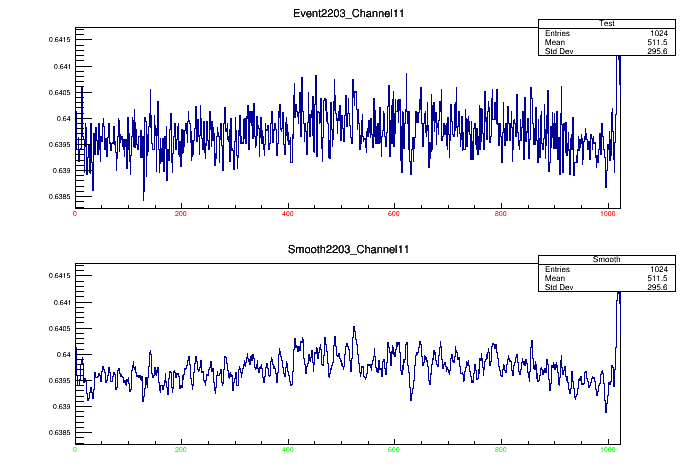 Event2203_Channel11
Test
Entries 1024
Mean 511.5
Std Dev 295.6
0.6415
0.641
0.6405
0.64
0.6395
0.639
0.6385
0 200 400 600 800 1000
Smooth2203_Channel11
Smooth
Entries 1024
Mean 511.5
Std Dev 295.6
0.6415
0.641
0.6405
0.64
0.6395
0.639
0.6385
0 200 400 600 800 1000